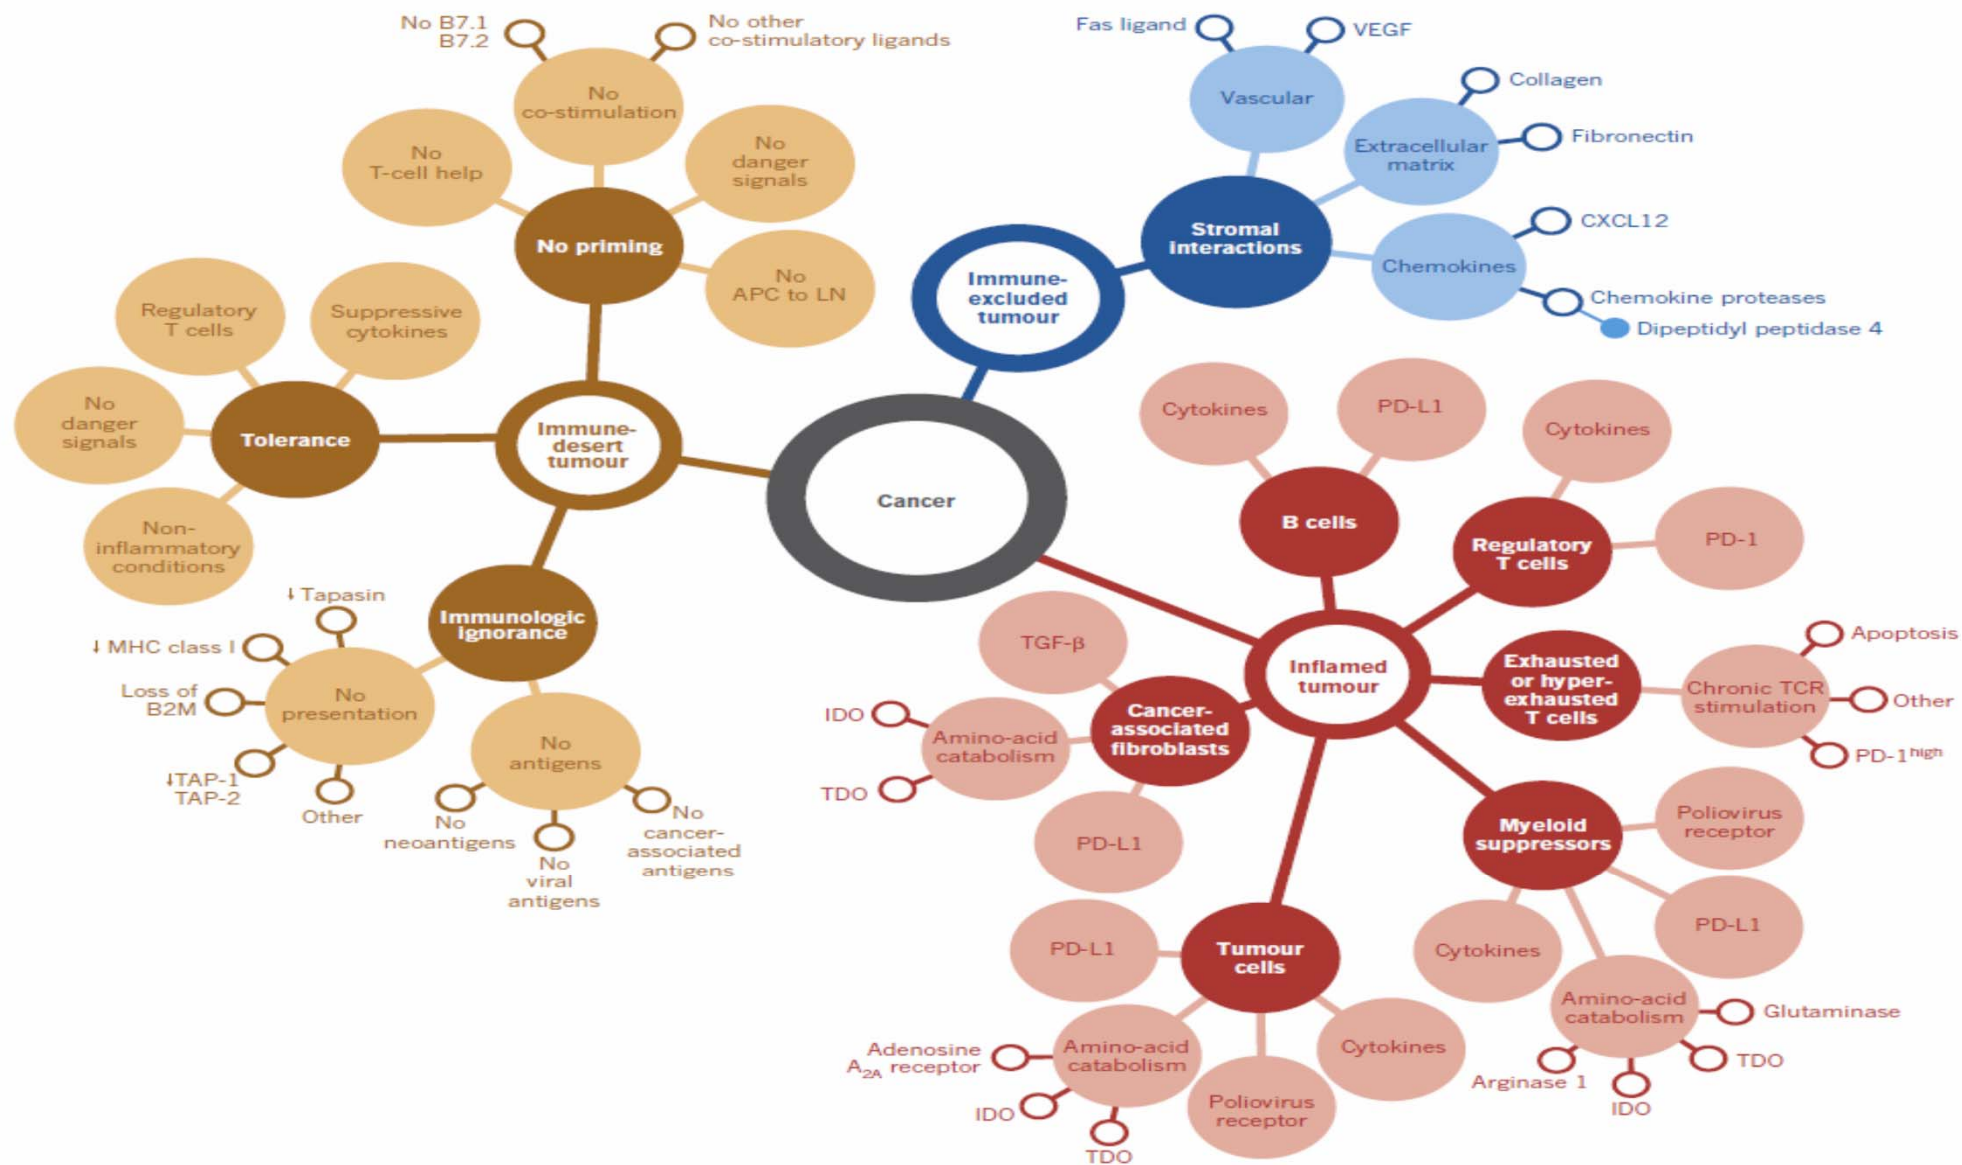 No B7.1
B7.2
No other
co-stimulatory ligands
No
co-stimulation
No
T-cell help
No
danger
signals
No priming
No
APC to LN
Regulatory
T cells
Suppressive
cytokines
No
danger
signals
Tolerance
Non-
inflammatory
conditions
Immune-
desert
tumour
Immunologic
ignorance
↓ Tapasin
↓ MHC class I
Loss of
B2M
No
presentation
↓TAP-1
TAP-2
Other
No
antigens
No
neoantigens
No
viral
antigens
No
cancer-
associated
antigens
Cancer
Immune-
excluded
tumour
Stromal
interactions
Fas ligand
VEGF
Vascular
Collagen
Extracellular
matrix
Fibronectin
CXCL12
Chemokines
Chemokine proteases
Dipeptidyl peptidase 4
Inflamed
tumour
Cytokines
PD-L1
B cells
Cytokines
Regulatory
T cells
PD-1
Exhausted
or hyper-
exhausted
T cells
Chronic TCR
stimulation
Apoptosis
Other
PD-1high
Myeloid
suppressors
Poliovirus
receptor
PD-L1
Cytokines
Amino-acid
catabolism
Glutaminase
TDO
IDO
Arginase 1
TGF-β
Cancer-
associated
fibroblasts
IDO
Amino-acid
catabolism
TDO
PD-L1
Tumour
cells
PD-L1
Amino-acid
catabolism
Adenosine
A2A receptor
IDO
TDO
Poliovirus
receptor
Cytokines